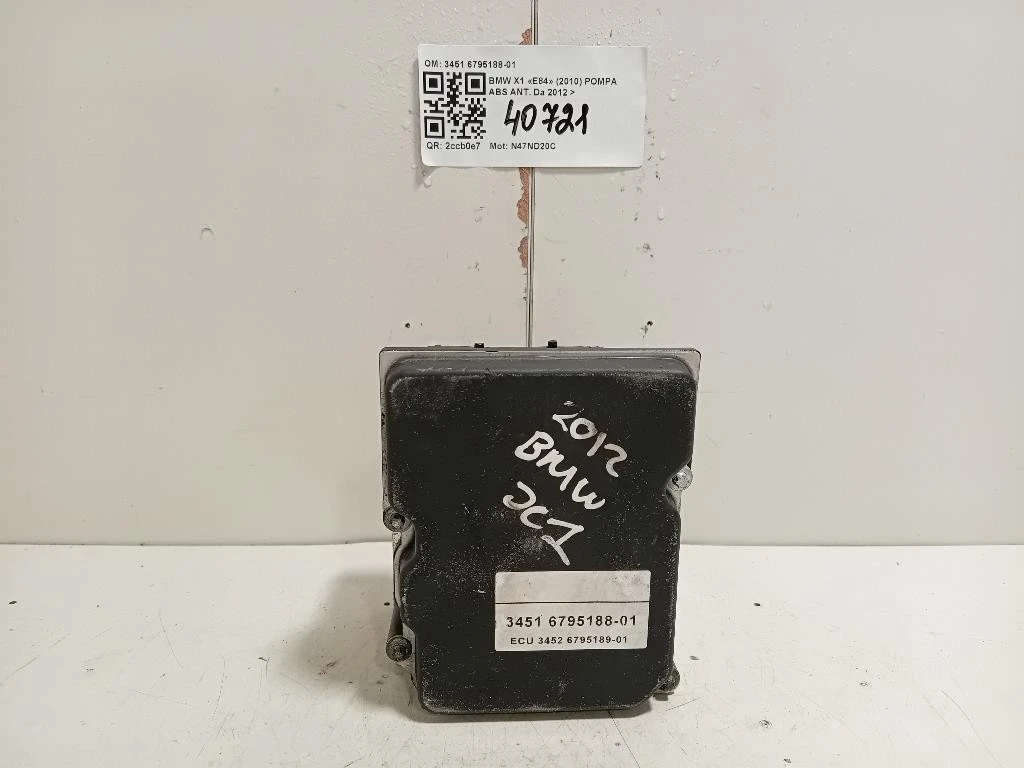 OM: 3451 6795188-01
BMW X1 «E84» (2010) POMPA
ABS ANT. Da 2012 >
40721
QR: 2ccb0e7 Mot: N47ND20C
2012
BMW
3451 6795188-01
ECU 3452 6795189-01